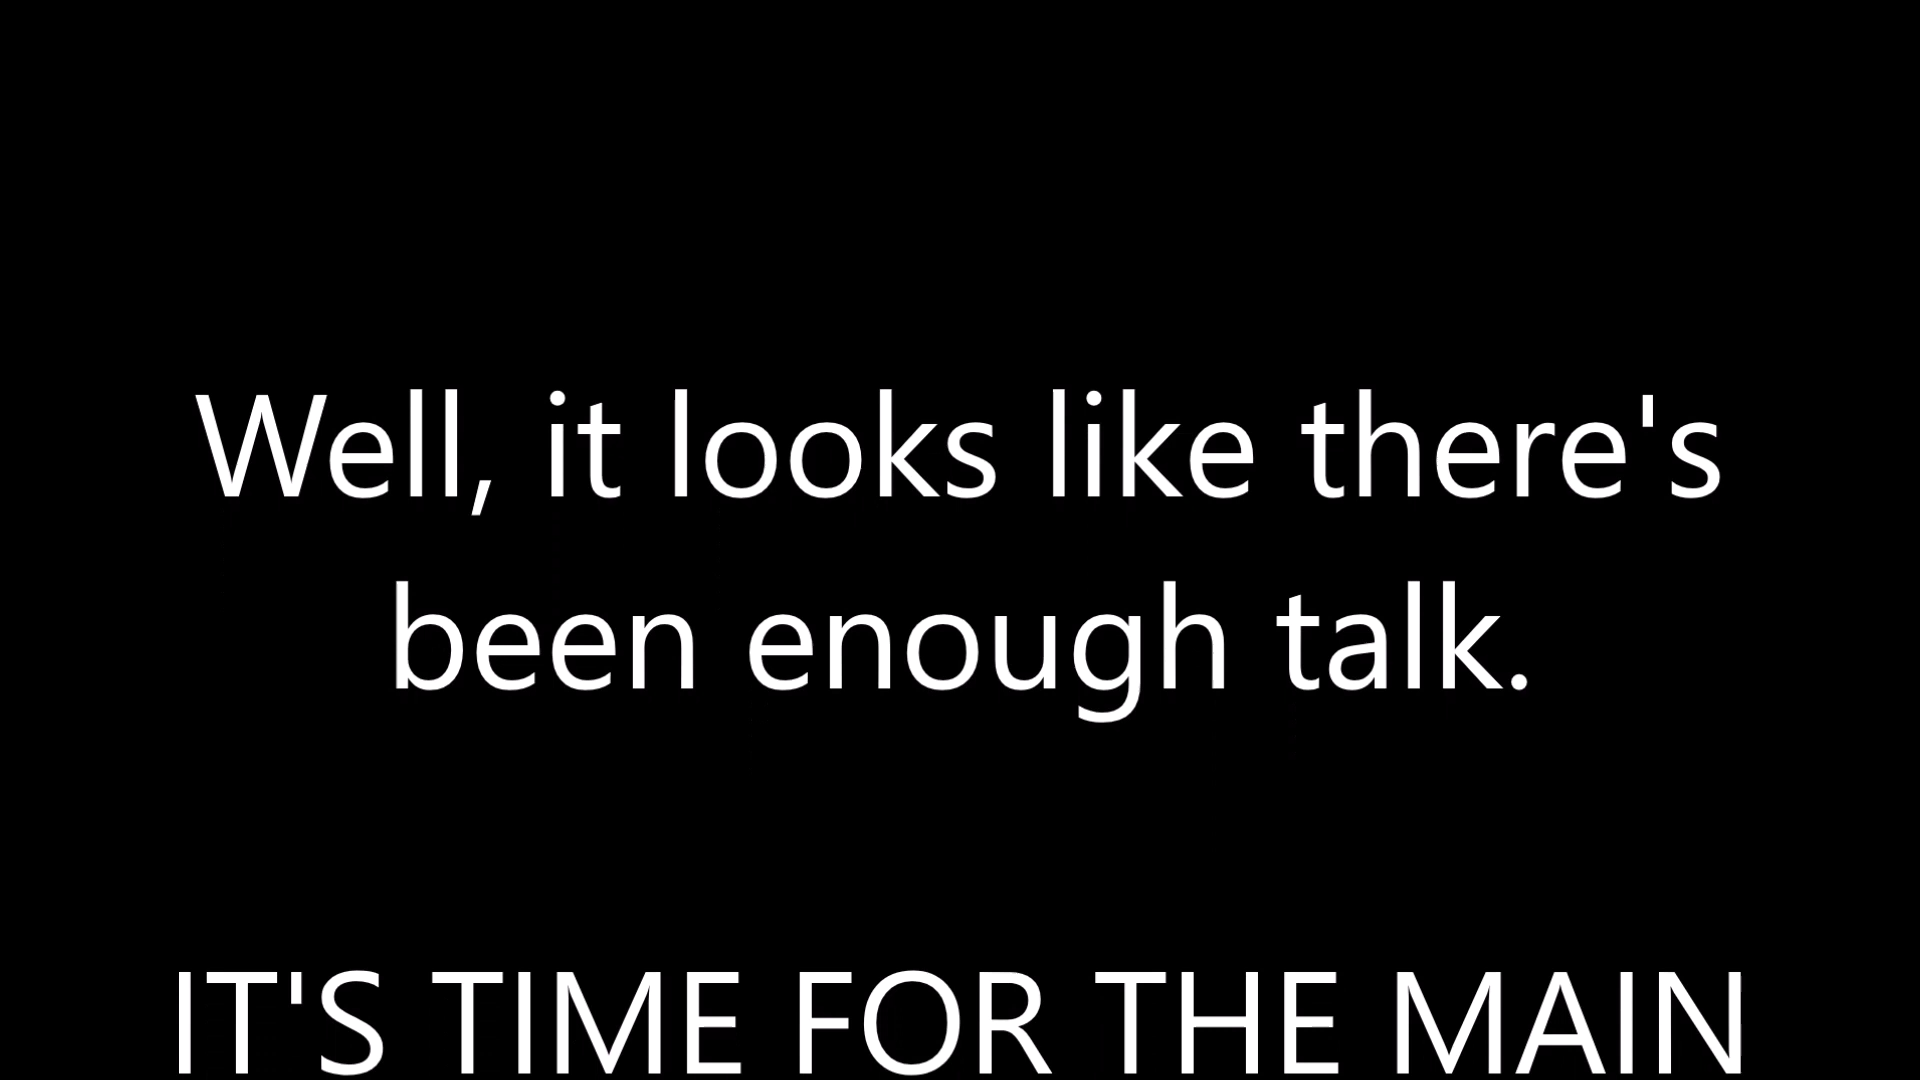 Well, it looks like there's
been enough talk.
IT'S TIME FOR THE MAIN